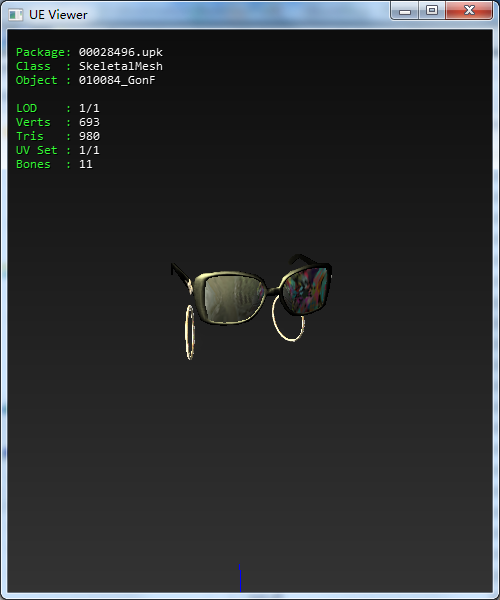 UE Viewer
Package: 00028496.upk
Class  : SkeletalMesh
Object : 010084_GonF
LOD    : 1/1
Verts  : 693
Tris   : 980
UV Set : 1/1
Bones  : 11